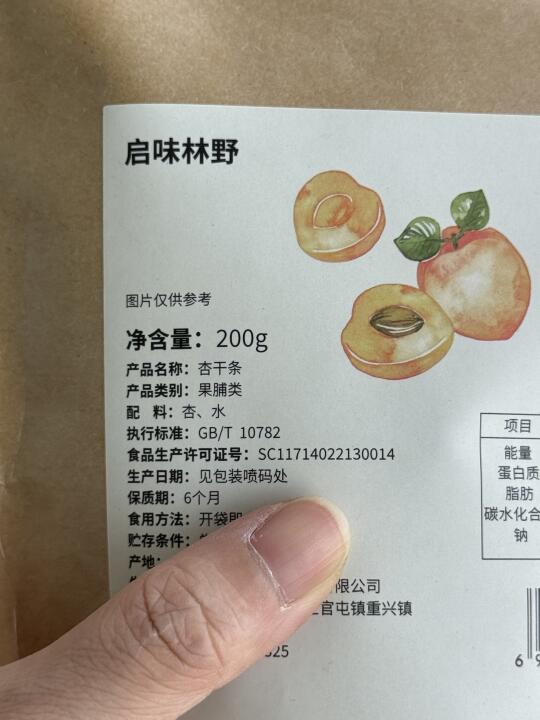 启味林野
图片仅供参考
净含量：200g
产品名称：杏干条
产品类别：果脯类
配 料：杏、水
执行标准：GB/T 10782
食品生产许可证号：SC11714022130014
生产日期：见包装喷码处
保质期：6个月
食用方法：开袋即
贮存条件：
产地：
限公司
官屯镇重兴镇
525
项目
能量
蛋白质
脂肪
碳水化合
钠
6 9